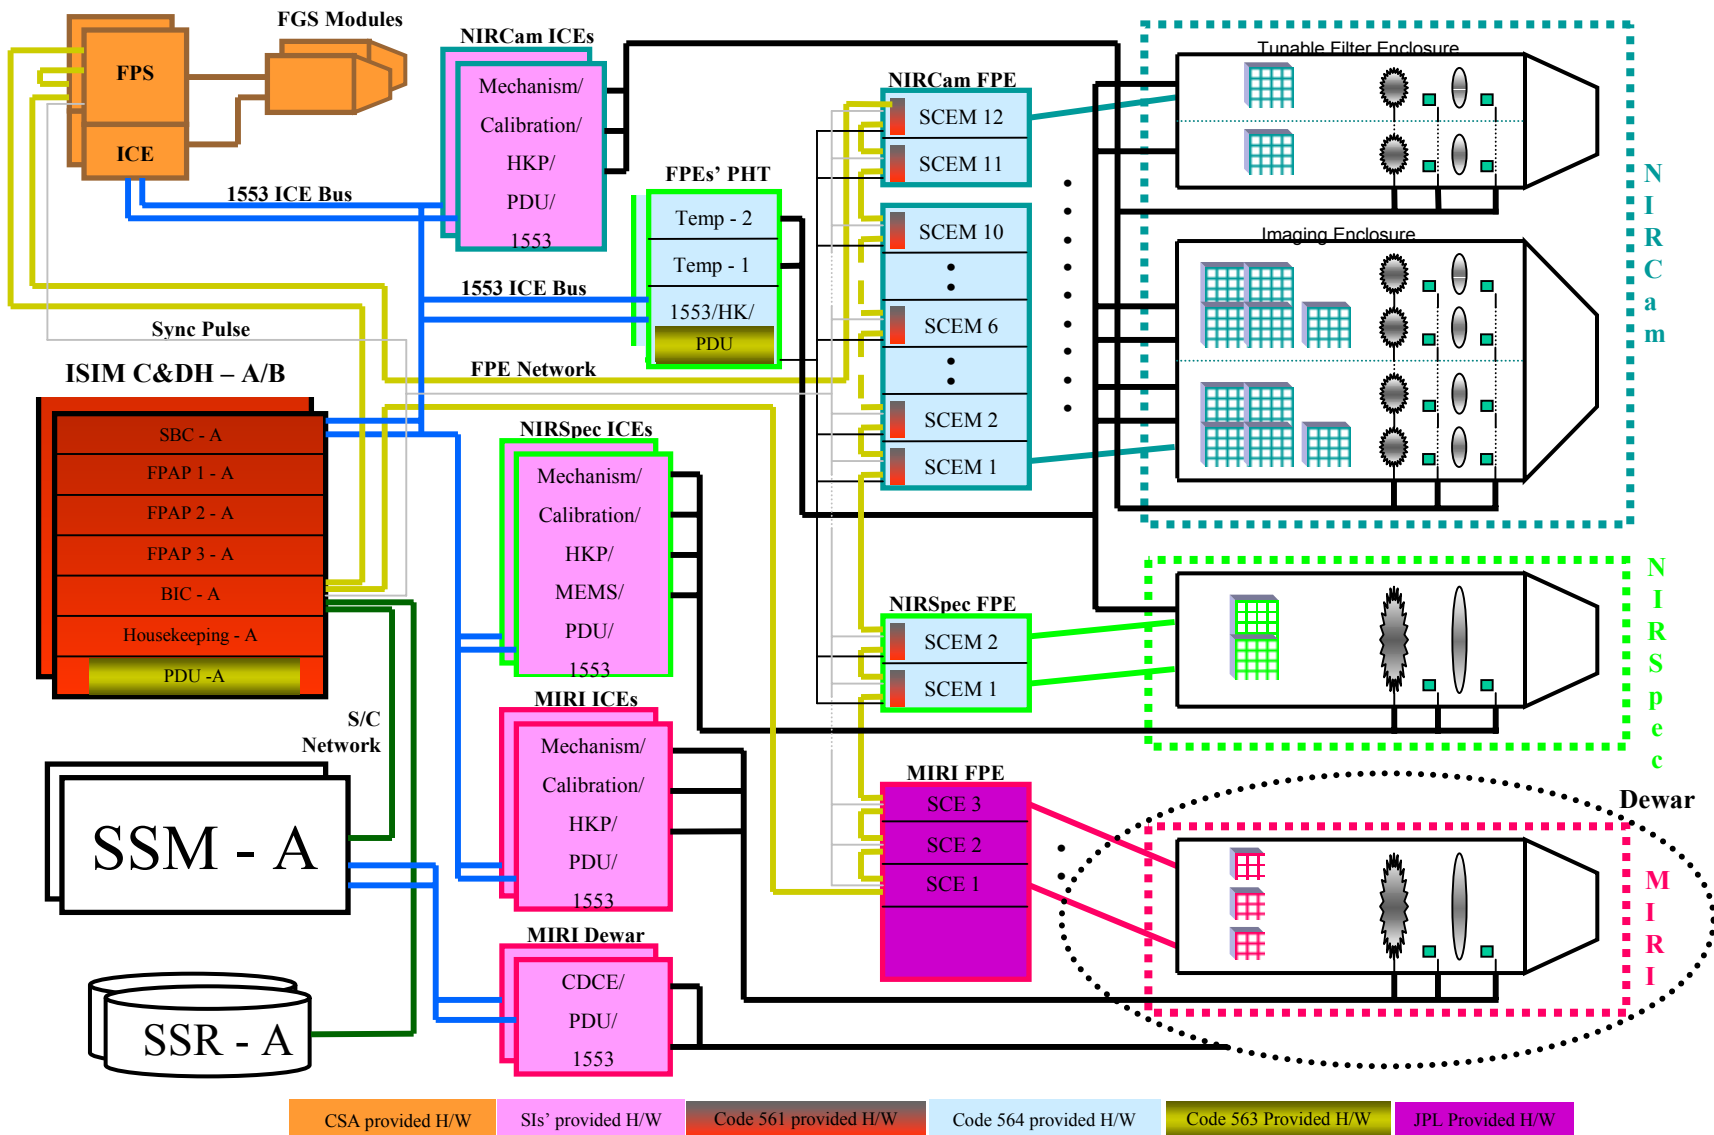 FGS Modules
FPS
ICE
NIRCam ICEs
Mechanism/
Calibration/
HKP/
PDU/
1553
1553 ICE Bus
FPEs’ PHT
Temp - 2
Temp - 1
1553/HK/
PDU
1553 ICE Bus
Sync Pulse
FPE Network
NIRCam FPE
SCEM 12
SCEM 11
SCEM 10
SCEM 6
SCEM 2
SCEM 1
Tunable Filter Enclosure
Imaging Enclosure
NIRCam
ISIM C&DH – A/B
SBC - A
FPAP 1 - A
FPAP 2 - A
FPAP 3 - A
BIC - A
Housekeeping - A
PDU -A
NIRSpec ICEs
Mechanism/
Calibration/
HKP/
MEMS/
PDU/
1553
NIRSpec FPE
SCEM 2
SCEM 1
NIRSpec
S/C
Network
MIRI ICEs
Mechanism/
Calibration/
HKP/
PDU/
1553
MIRI FPE
SCE 3
SCE 2
SCE 1
Dewar
MIRI
SSM - A
SSR - A
MIRI Dewar
CDCE/
PDU/
1553
CSA provided H/W
SIs’ provided H/W
Code 561 provided H/W
Code 564 provided H/W
Code 563 Provided H/W
JPL Provided H/W